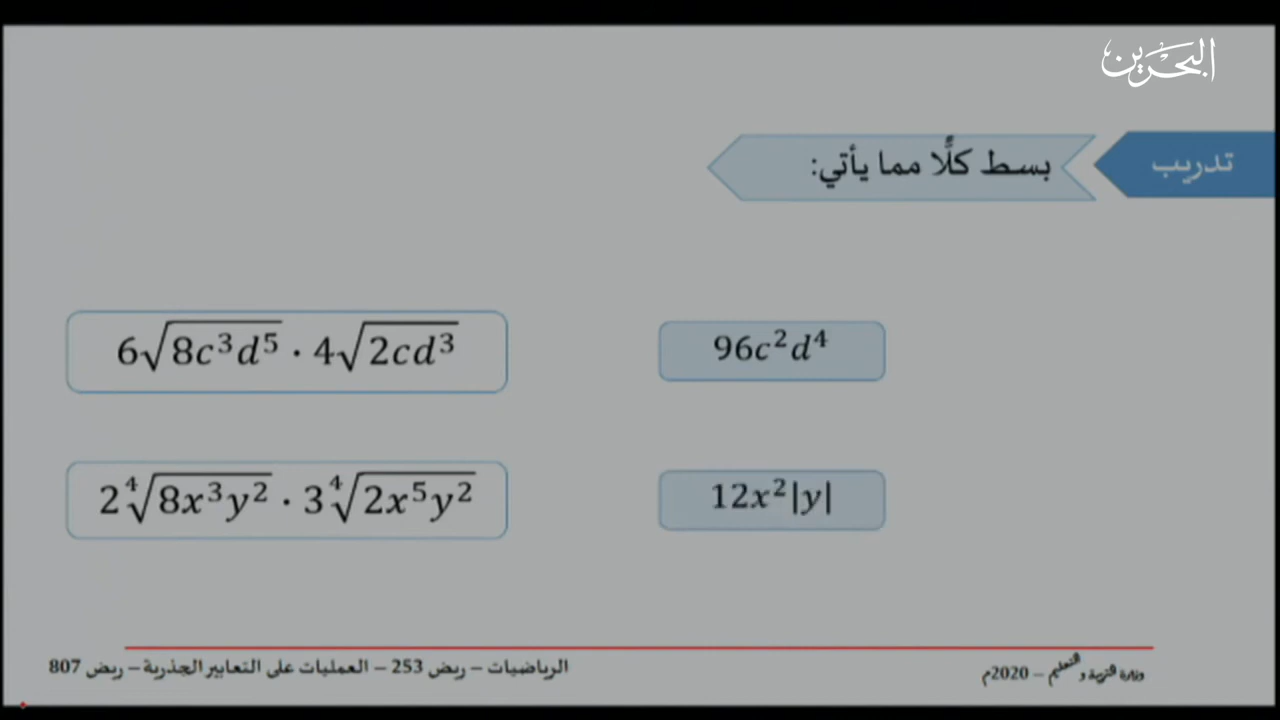 البحرين
تدريب
بسط كلًّا مما يأتي:
6√(8c³d⁵) · 4√(2cd³)
96c²d⁴
2⁴√(8x³y²) · 3⁴√(2x⁵y²)
12x²|y|
وزارة التربية و التعليم – 2020م
الرياضيات – ريض 253 – العمليات على التعابير الجذرية – ريض 807